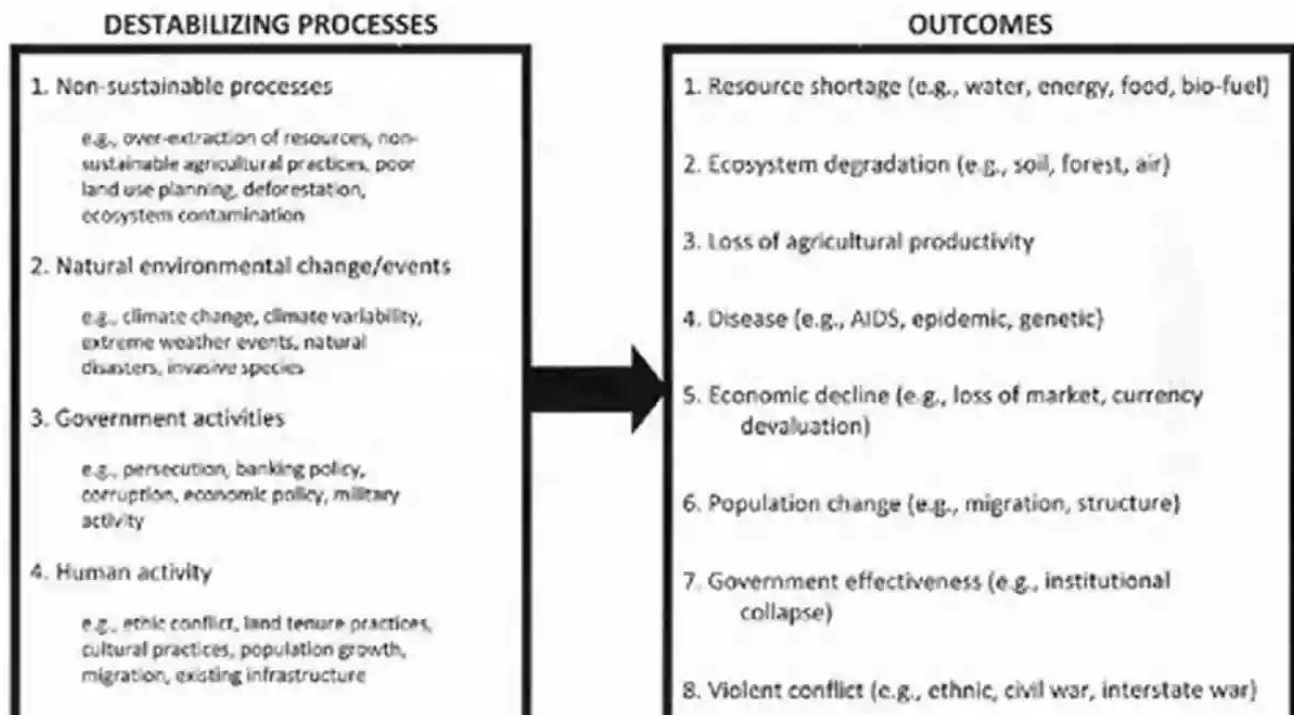 DESTABILIZING PROCESSES
1. Non-sustainable processes
e.g., over-extraction of resources, non-
sustainable agricultural practices, poor
land use planning, deforestation,
ecosystem contamination
2. Natural environmental change/events
e.g., climate change, climate variability,
extreme weather events, natural
disasters, invasive species
3. Government activities
e.g., persecution, banking policy,
corruption, economic policy, military
activity
4. Human activity
e.g., ethic conflict, land tenure practices,
cultural practices, population growth,
migration, existing infrastructure
OUTCOMES
1. Resource shortage (e.g., water, energy, food, bio-fuel)
2. Ecosystem degradation (e.g., soil, forest, air)
3. Loss of agricultural productivity
4. Disease (e.g., AIDS, epidemic, genetic)
5. Economic decline (e.g., loss of market, currency
devaluation)
6. Population change (e.g., migration, structure)
7. Government effectiveness (e.g., institutional
collapse)
8. Violent conflict (e.g., ethnic, civil war, interstate war)